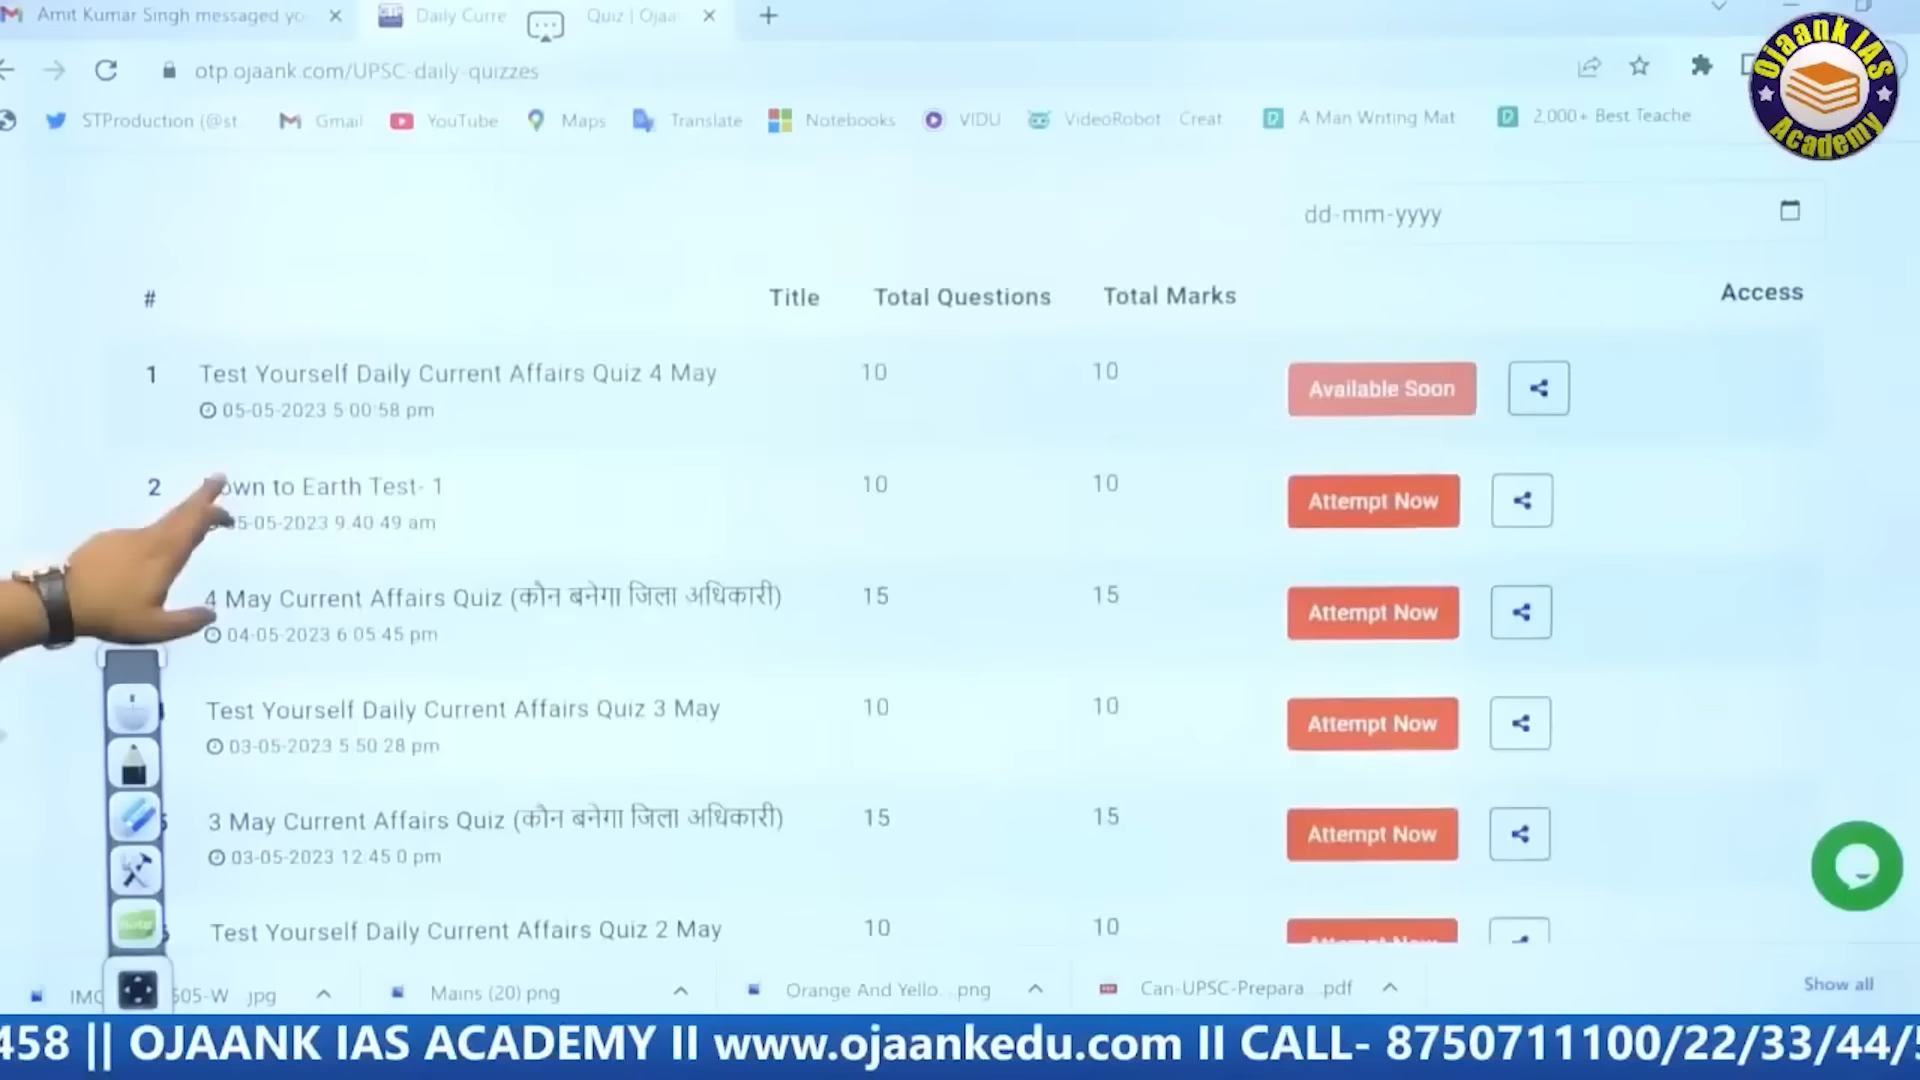 Amit Kumar Singh messaged yo
Daily Curre
Quiz | Ojaa
otp.ojaank.com/UPSC-daily-quizzes
STProduction (@st
Gmail
YouTube
Maps
Translate
Notebooks
VIDU
VideoRobot Creat
A Man Writing Mat
2,000+ Best Teache
Ojaank IAS
Academy
dd-mm-yyyy
# Title Total Questions Total Marks Access
1 Test Yourself Daily Current Affairs Quiz 4 May 10 10 Available Soon
05-05-2023 5:00:58 pm
2 own to Earth Test- 1 10 10 Attempt Now
5-05-2023 9:40:49 am
4 May Current Affairs Quiz (कौन बनेगा जिला अधिकारी) 15 15 Attempt Now
04-05-2023 6:05:45 pm
Test Yourself Daily Current Affairs Quiz 3 May 10 10 Attempt Now
03-05-2023 5:50:28 pm
3 May Current Affairs Quiz (कौन बनेगा जिला अधिकारी) 15 15 Attempt Now
03-05-2023 12:45:0 pm
Test Yourself Daily Current Affairs Quiz 2 May 10 10 Attempt Now
505-W jpg
Mains (20) png
Orange And Yello...png
Can-UPSC-Prepara...pdf
Show all
458 || OJAANK IAS ACADEMY II www.ojaankedu.com II CALL- 8750711100/22/33/44/5